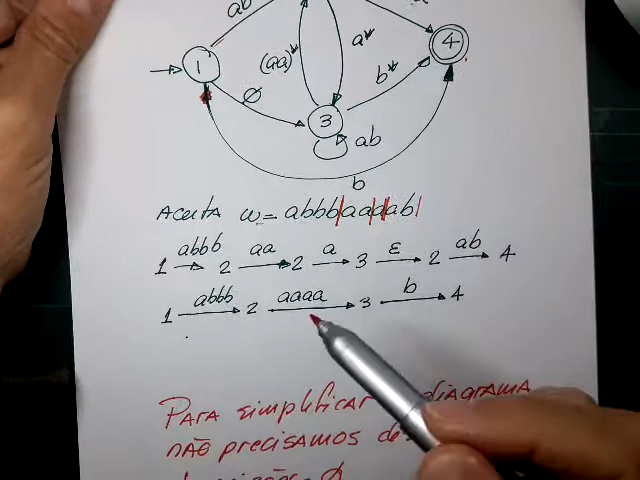 ab
1
(aa)*
a*
4
b*
∅
3
ab
b
Aceita w = abbb|aa|a||ab|
1 →abbb 2 →aa 2 →a 3 →ε 2 →ab 4
1 →abbb 2 →aaaa 3 →b 4
Para simplificar diagrama
não precisamos